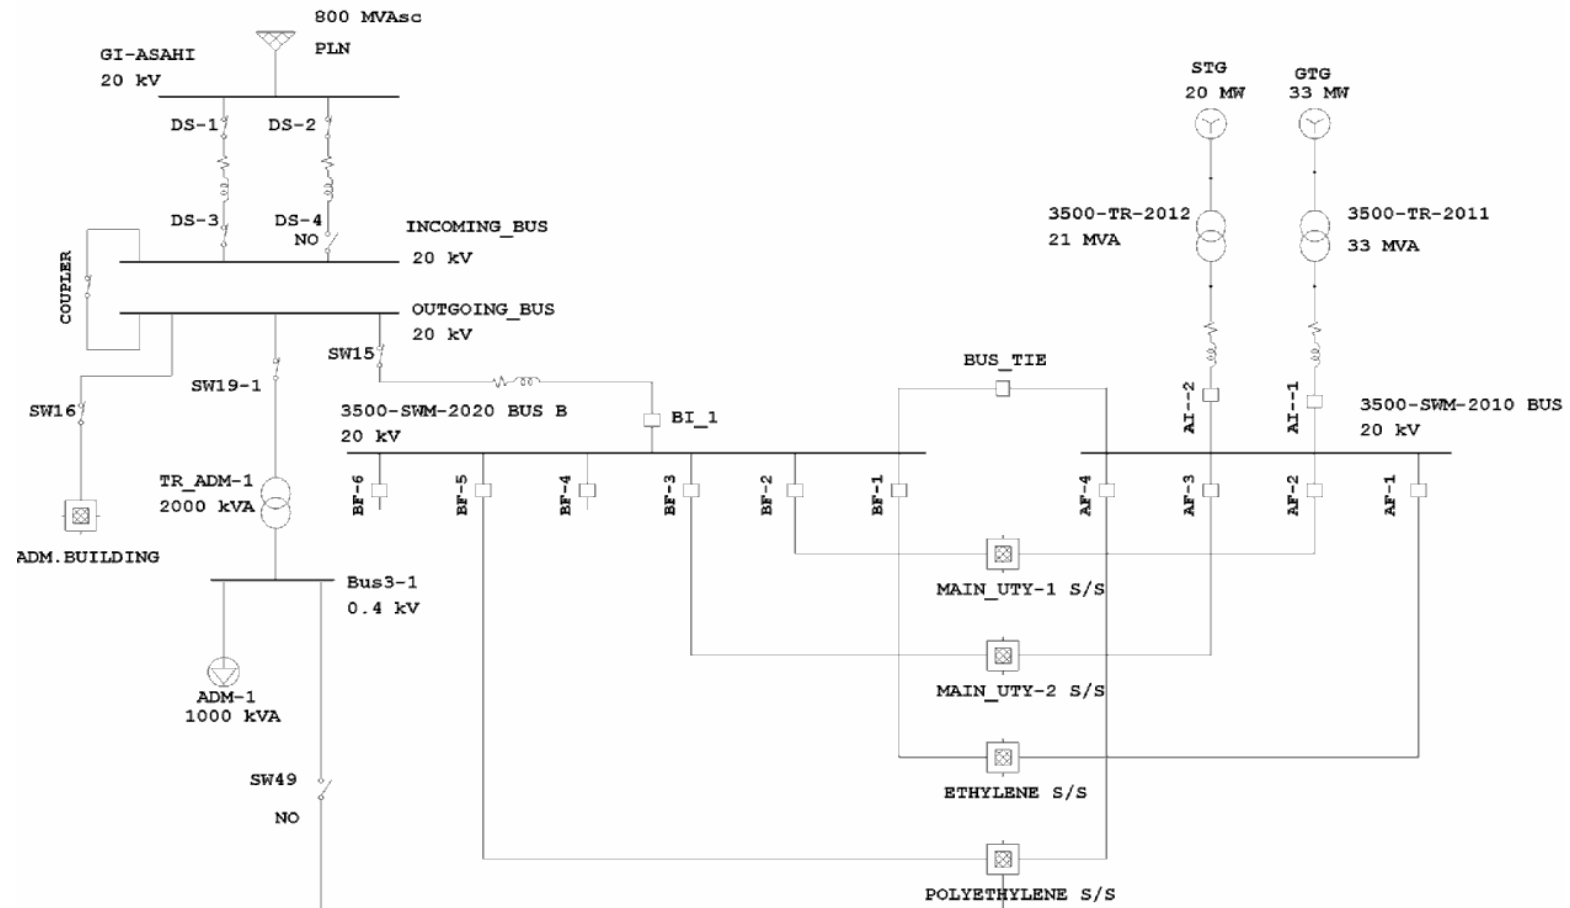 800 MVAsc
PLN
GI-ASAHI
20 kV
DS-1
DS-2
DS-3
DS-4
NO
INCOMING_BUS
20 kV
COUPLER
OUTGOING_BUS
20 kV
SW15
SW19-1
SW16
ADM.BUILDING
TR_ADM-1
2000 kVA
Bus3-1
0.4 kV
ADM-1
1000 kVA
SW49
NO
3500-SWM-2020 BUS B
20 kV
BI_1
BUS_TIE
BF-6
BF-5
BF-4
BF-3
BF-2
BF-1
STG
20 MW
GTG
33 MW
3500-TR-2012
21 MVA
3500-TR-2011
33 MVA
AI--2
AI--1
3500-SWM-2010 BUS
20 kV
AF-4
AF-3
AF-2
AF-1
MAIN_UTY-1 S/S
MAIN_UTY-2 S/S
ETHYLENE S/S
POLYETHYLENE S/S